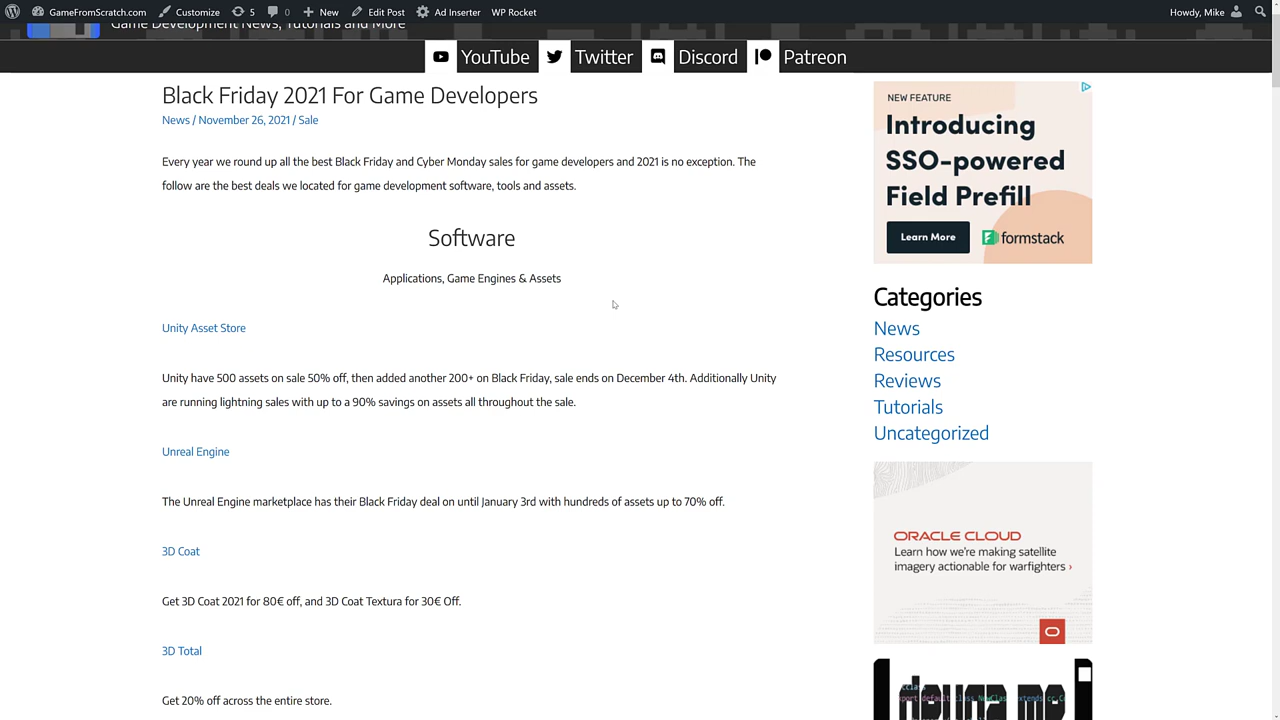 GameFromScratch.com Customize 5 0 New Edit Post Ad Inserter WP Rocket Howdy, Mike
Game Development News, Tutorials and More
YouTube Twitter Discord Patreon
Black Friday 2021 For Game Developers
News / November 26, 2021 / Sale
Every year we round up all the best Black Friday and Cyber Monday sales for game developers and 2021 is no exception. The
follow are the best deals we located for game development software, tools and assets.
Software
Applications, Game Engines & Assets
Unity Asset Store
Unity have 500 assets on sale 50% off, then added another 200+ on Black Friday, sale ends on December 4th. Additionally Unity
are running lightning sales with up to a 90% savings on assets all throughout the sale.
Unreal Engine
The Unreal Engine marketplace has their Black Friday deal on until January 3rd with hundreds of assets up to 70% off.
3D Coat
Get 3D Coat 2021 for 80€ off, and 3D Coat Textura for 30€ Off.
3D Total
Get 20% off across the entire store.
NEW FEATURE
Introducing
SSO-powered
Field Prefill
Learn More formstack
Categories
News
Resources
Reviews
Tutorials
Uncategorized
ORACLE CLOUD
Learn how we're making satellite
imagery actionable for warfighters ›